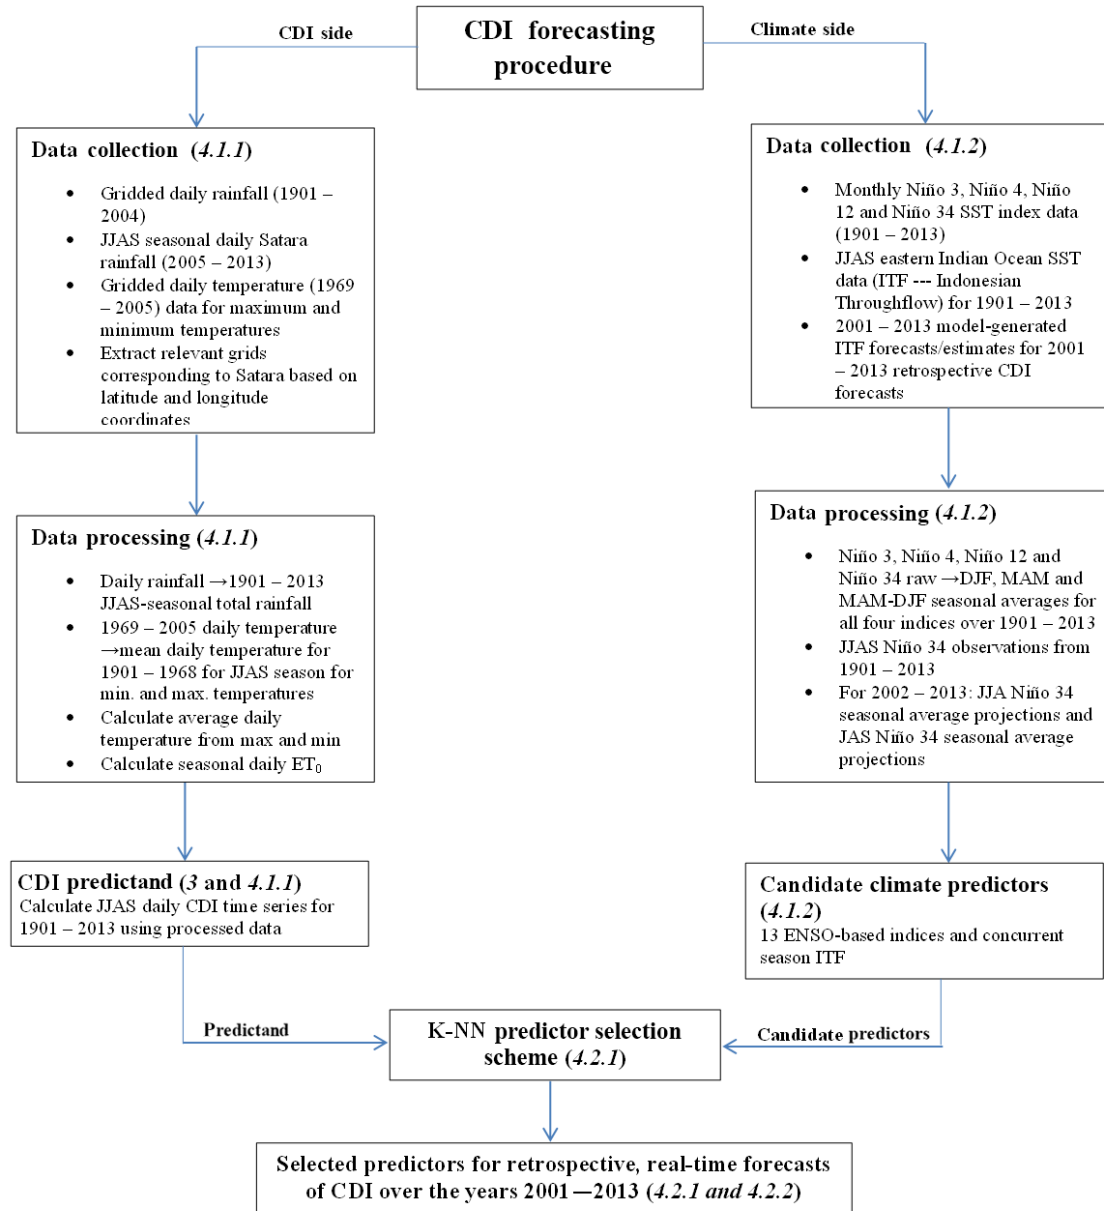 CDI forecasting
procedure
CDI side
Climate side
Data collection (4.1.1)
• Gridded daily rainfall (1901 –
2004)
• JJAS seasonal daily Satara
rainfall (2005 – 2013)
• Gridded daily temperature (1969
– 2005) data for maximum and
minimum temperatures
• Extract relevant grids
corresponding to Satara based on
latitude and longitude
coordinates
Data collection (4.1.2)
• Monthly Niño 3, Niño 4, Niño
12 and Niño 34 SST index data
(1901 – 2013)
• JJAS eastern Indian Ocean SST
data (ITF --- Indonesian
Throughflow) for 1901 – 2013
• 2001 – 2013 model-generated
ITF forecasts/estimates for 2001
– 2013 retrospective CDI
forecasts
Data processing (4.1.1)
• Daily rainfall →1901 – 2013
JJAS-seasonal total rainfall
• 1969 – 2005 daily temperature
→mean daily temperature for
1901 – 1968 for JJAS season for
min. and max. temperatures
• Calculate average daily
temperature from max and min
• Calculate seasonal daily ET₀
Data processing (4.1.2)
• Niño 3, Niño 4, Niño 12 and
Niño 34 raw →DJF, MAM and
MAM-DJF seasonal averages for
all four indices over 1901 – 2013
• JJAS Niño 34 observations from
1901 – 2013
• For 2002 – 2013: JJA Niño 34
seasonal average projections and
JAS Niño 34 seasonal average
projections
CDI predictand (3 and 4.1.1)
Calculate JJAS daily CDI time series for
1901 – 2013 using processed data
Candidate climate predictors
(4.1.2)
13 ENSO-based indices and concurrent
season ITF
Predictand
Candidate predictors
K-NN predictor selection
scheme (4.2.1)
Selected predictors for retrospective, real-time forecasts
of CDI over the years 2001—2013 (4.2.1 and 4.2.2)